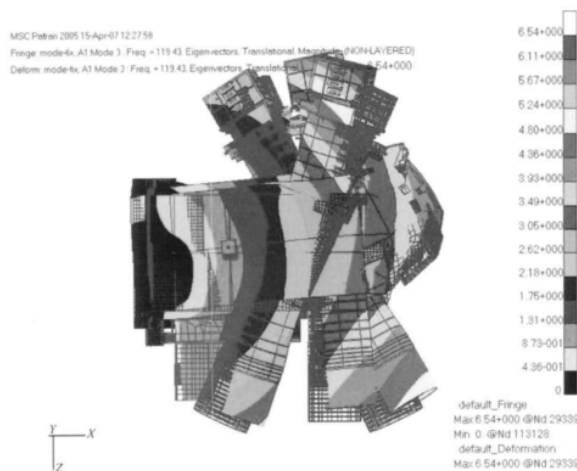 MSC Patran 2005 15-Apr-07 12:27:58
Fringe: mode-fix, A1:Mode 3 : Freq. = 119.43, Eigenvectors, Translational, Magnitude, (NON-LAYERED)
Deform: mode-fix, A1:Mode 3 : Freq. = 119.43, Eigenvectors, Translational,
6.54+000
6.54+000
6.11+000
5.67+000
5.24+000
4.80+000
4.36+000
3.93+000
3.49+000
3.05+000
2.62+000
2.18+000
1.75+000
1.31+000
8.73-001
4.36-001
0
default_Fringe :
Max 6.54+000 @Nd 29339
Min 0. @Nd 113128
default_Deformation :
Max 6.54+000 @Nd 29339
Y
X
Z